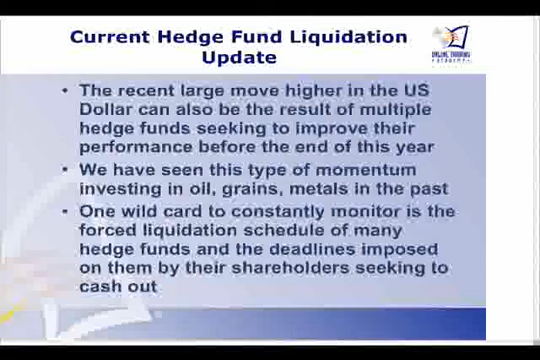 Current Hedge Fund Liquidation
Update
ONLINE TRADING
ACADEMY
• The recent large move higher in the US
Dollar can also be the result of multiple
hedge funds seeking to improve their
performance before the end of this year
• We have seen this type of momentum
investing in oil, grains, metals in the past
• One wild card to constantly monitor is the
forced liquidation schedule of many
hedge funds and the deadlines imposed
on them by their shareholders seeking to
cash out